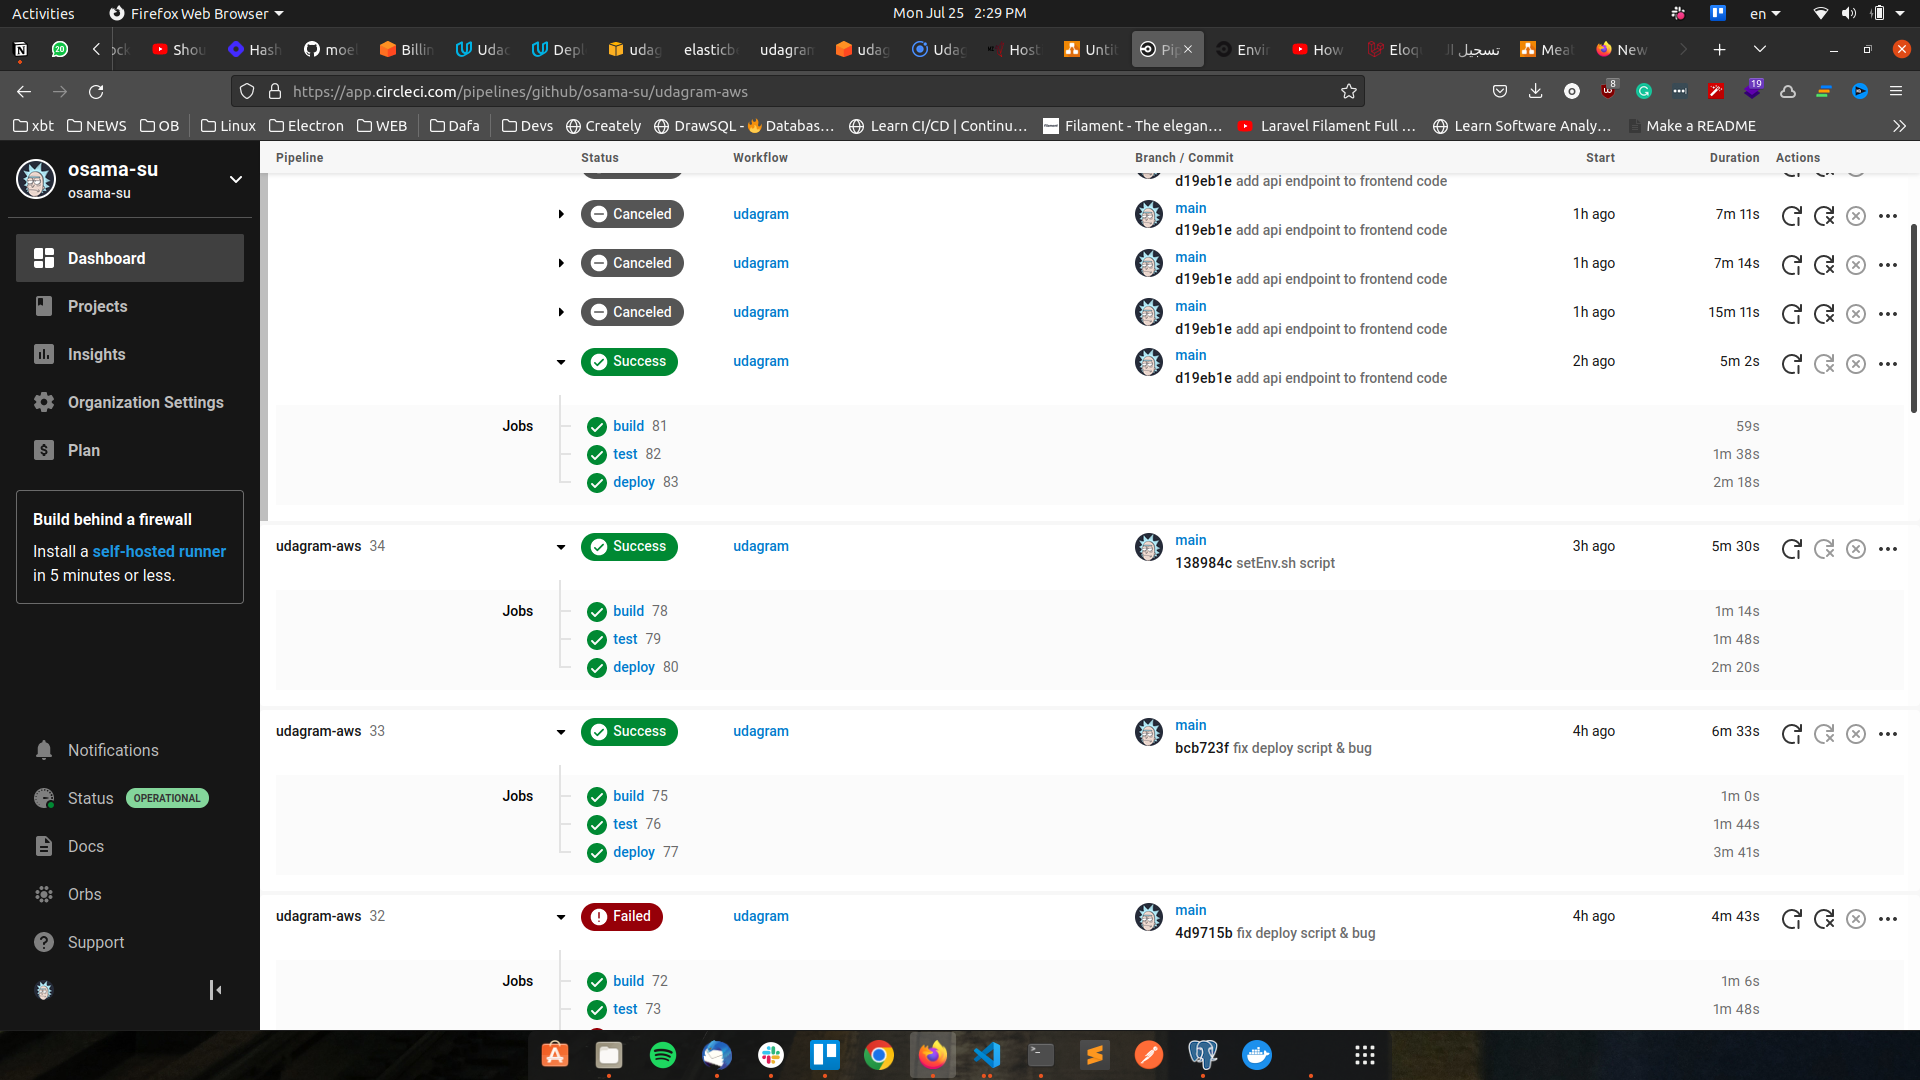 Activities
Firefox Web Browser
Mon Jul 25 2:29 PM
en
20
Shou
Hash
moe
Billin
Udac
Depl
udag
elasticb
udagran
udag
Udag
Host
Untit
Pip
Envir
How
Eloq
تسجيل ال
Meat
New
https://app.circleci.com/pipelines/github/osama-su/udagram-aws
8
19
xbt
NEWS
OB
Linux
Electron
WEB
Dafa
Devs
Creately
DrawSQL - 🔥 Databas…
Learn CI/CD | Continu…
Filament - The elegan…
Laravel Filament Full …
Learn Software Analy…
Make a README
osama-su
osama-su
Dashboard
Projects
Insights
Organization Settings
Plan
Build behind a firewall
Install a self-hosted runner
in 5 minutes or less.
Notifications
Status OPERATIONAL
Docs
Orbs
Support
Pipeline Status Workflow Branch / Commit Start Duration Actions
d19eb1e add api endpoint to frontend code
Canceled udagram main 1h ago 7m 11s
d19eb1e add api endpoint to frontend code
Canceled udagram main 1h ago 7m 14s
d19eb1e add api endpoint to frontend code
Canceled udagram main 1h ago 15m 11s
d19eb1e add api endpoint to frontend code
Success udagram main 2h ago 5m 2s
d19eb1e add api endpoint to frontend code
Jobs build 81 59s
test 82 1m 38s
deploy 83 2m 18s
udagram-aws 34 Success udagram main 3h ago 5m 30s
138984c setEnv.sh script
Jobs build 78 1m 14s
test 79 1m 48s
deploy 80 2m 20s
udagram-aws 33 Success udagram main 4h ago 6m 33s
bcb723f fix deploy script & bug
Jobs build 75 1m 0s
test 76 1m 44s
deploy 77 3m 41s
udagram-aws 32 Failed udagram main 4h ago 4m 43s
4d9715b fix deploy script & bug
Jobs build 72 1m 6s
test 73 1m 48s